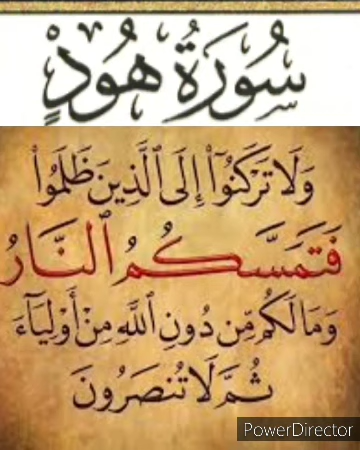 سُورَةُ هُودٍ
وَلَا تَرْكَنُوٓا۟ إِلَى ٱلَّذِينَ ظَلَمُوا۟
فَتَمَسَّكُمُ ٱلنَّارُ
وَمَا لَكُم مِّن دُونِ ٱللَّهِ مِنْ أَوْلِيَآءَ
ثُمَّ لَا تُنصَرُونَ
PowerDirector